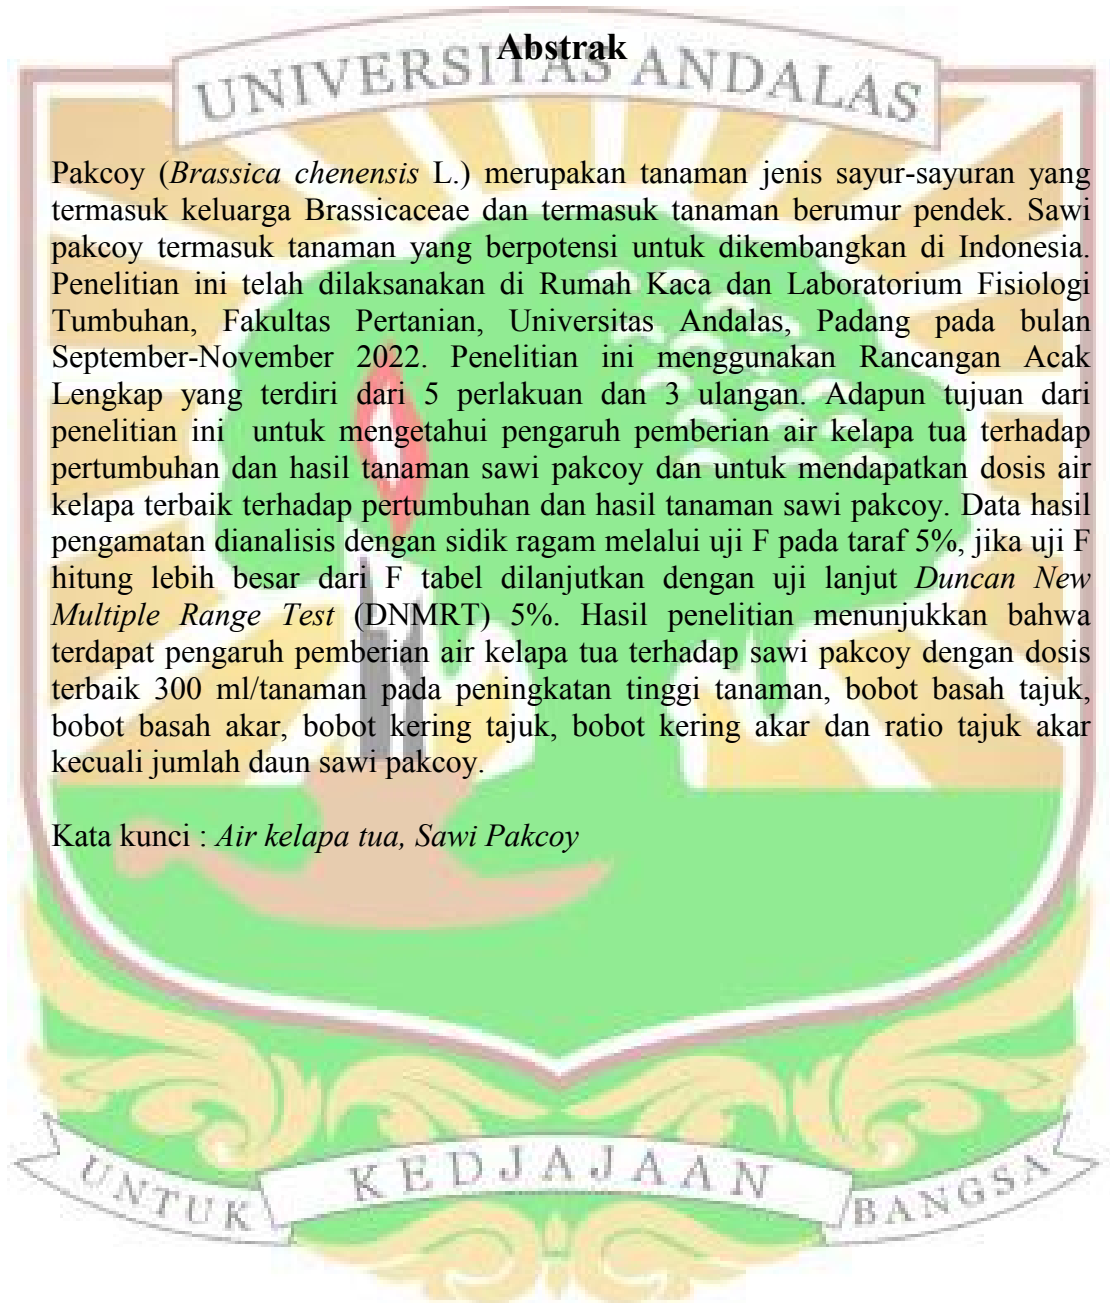 Abstrak
UNIVERSITAS ANDALAS
Pakcoy (Brassica chenensis L.) merupakan tanaman jenis sayur-sayuran yang
termasuk keluarga Brassicaceae dan termasuk tanaman berumur pendek. Sawi
pakcoy termasuk tanaman yang berpotensi untuk dikembangkan di Indonesia.
Penelitian ini telah dilaksanakan di Rumah Kaca dan Laboratorium Fisiologi
Tumbuhan, Fakultas Pertanian, Universitas Andalas, Padang pada bulan
September-November 2022. Penelitian ini menggunakan Rancangan Acak
Lengkap yang terdiri dari 5 perlakuan dan 3 ulangan. Adapun tujuan dari
penelitian ini untuk mengetahui pengaruh pemberian air kelapa tua terhadap
pertumbuhan dan hasil tanaman sawi pakcoy dan untuk mendapatkan dosis air
kelapa terbaik terhadap pertumbuhan dan hasil tanaman sawi pakcoy. Data hasil
pengamatan dianalisis dengan sidik ragam melalui uji F pada taraf 5%, jika uji F
hitung lebih besar dari F tabel dilanjutkan dengan uji lanjut Duncan New
Multiple Range Test (DNMRT) 5%. Hasil penelitian menunjukkan bahwa
terdapat pengaruh pemberian air kelapa tua terhadap sawi pakcoy dengan dosis
terbaik 300 ml/tanaman pada peningkatan tinggi tanaman, bobot basah tajuk,
bobot basah akar, bobot kering tajuk, bobot kering akar dan ratio tajuk akar
kecuali jumlah daun sawi pakcoy.
Kata kunci : Air kelapa tua, Sawi Pakcoy
UNTUK KEDJAJAAN BANGSA